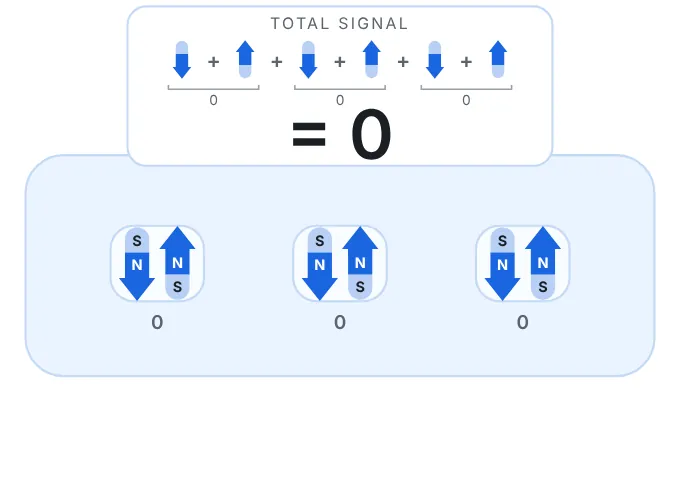 TOTAL SIGNAL
+ + + + +
0 0 0
= 0
S S S
N N N N N N
S S S
0 0 0